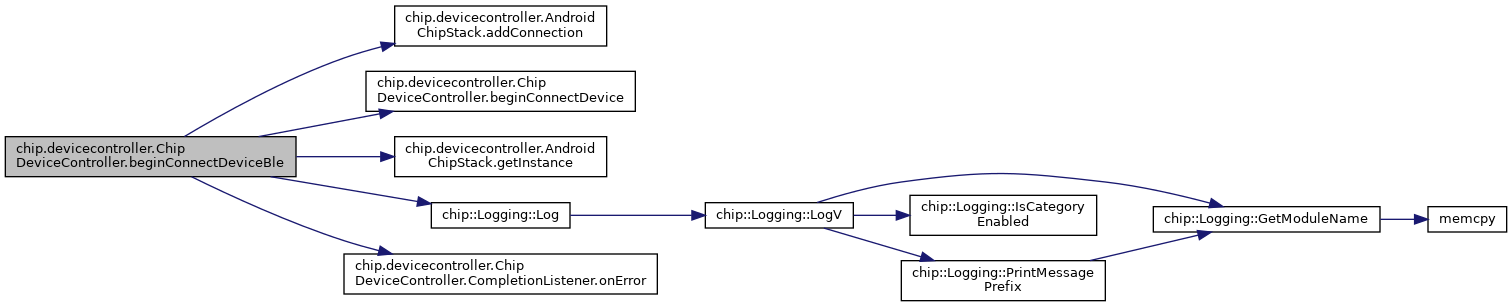 chip.devicecontroller.Chip
DeviceController.beginConnectDeviceBle
chip.devicecontroller.Android
ChipStack.addConnection
chip.devicecontroller.Chip
DeviceController.beginConnectDevice
chip.devicecontroller.Android
ChipStack.getInstance
chip::Logging::Log
chip.devicecontroller.Chip
DeviceController.CompletionListener.onError
chip::Logging::LogV
chip::Logging::IsCategory
Enabled
chip::Logging::PrintMessage
Prefix
chip::Logging::GetModuleName
memcpy